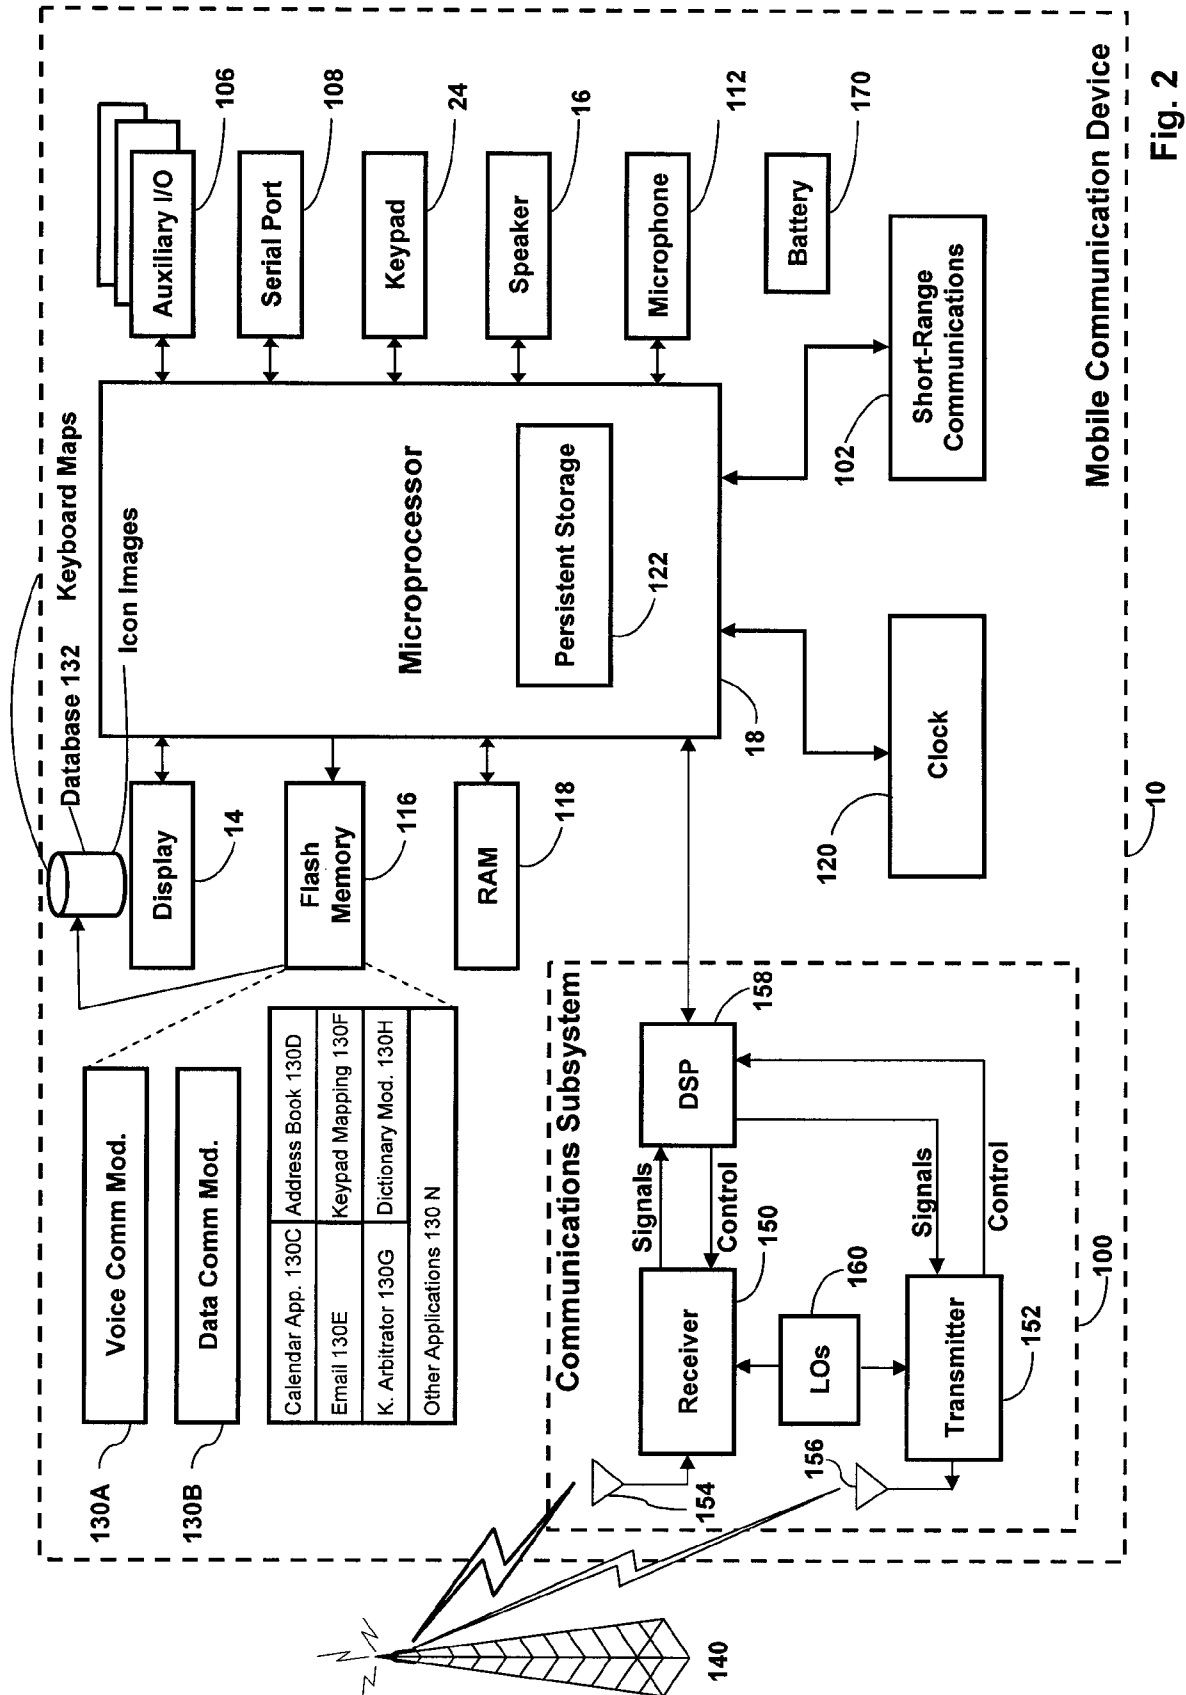 130A
Voice Comm Mod.
130B
Data Comm Mod.
Calendar App. 130C
Address Book 130D
Email 130E
Keypad Mapping 130F
K. Arbitrator 130G
Dictionary Mod. 130H
Other Applications 130 N
Database 132
Keyboard Maps
Icon Images
Display
14
Flash
Memory
116
RAM
118
Microprocessor
Persistent Storage
122
18
Auxiliary I/O
106
Serial Port
108
Keypad
24
Speaker
16
Microphone
112
Battery
170
140
Communications Subsystem
154
Receiver
150
Signals
Control
DSP
158
LOs
160
156
Transmitter
152
Signals
Control
100
120
Clock
102
Short-Range
Communications
Mobile Communication Device
10
Fig. 2